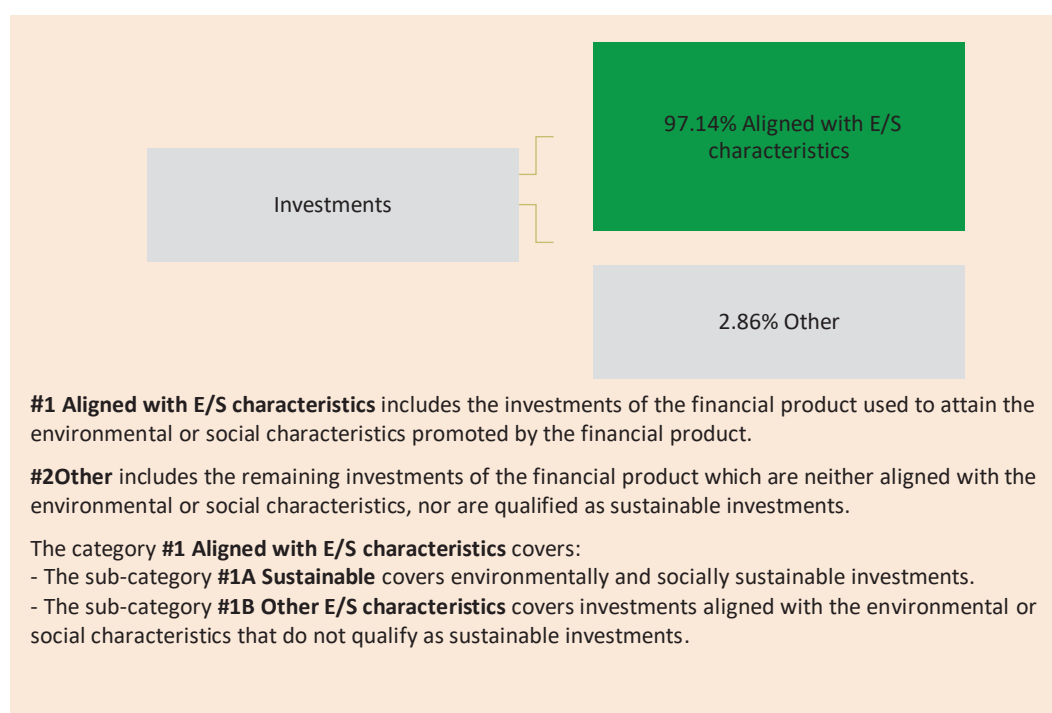 97.14% Aligned with E/S
characteristics
Investments
2.86% Other
#1 Aligned with E/S characteristics includes the investments of the financial product used to attain the
environmental or social characteristics promoted by the financial product.
#2Other includes the remaining investments of the financial product which are neither aligned with the
environmental or social characteristics, nor are qualified as sustainable investments.
The category #1 Aligned with E/S characteristics covers:
- The sub-category #1A Sustainable covers environmentally and socially sustainable investments.
- The sub-category #1B Other E/S characteristics covers investments aligned with the environmental or
social characteristics that do not qualify as sustainable investments.